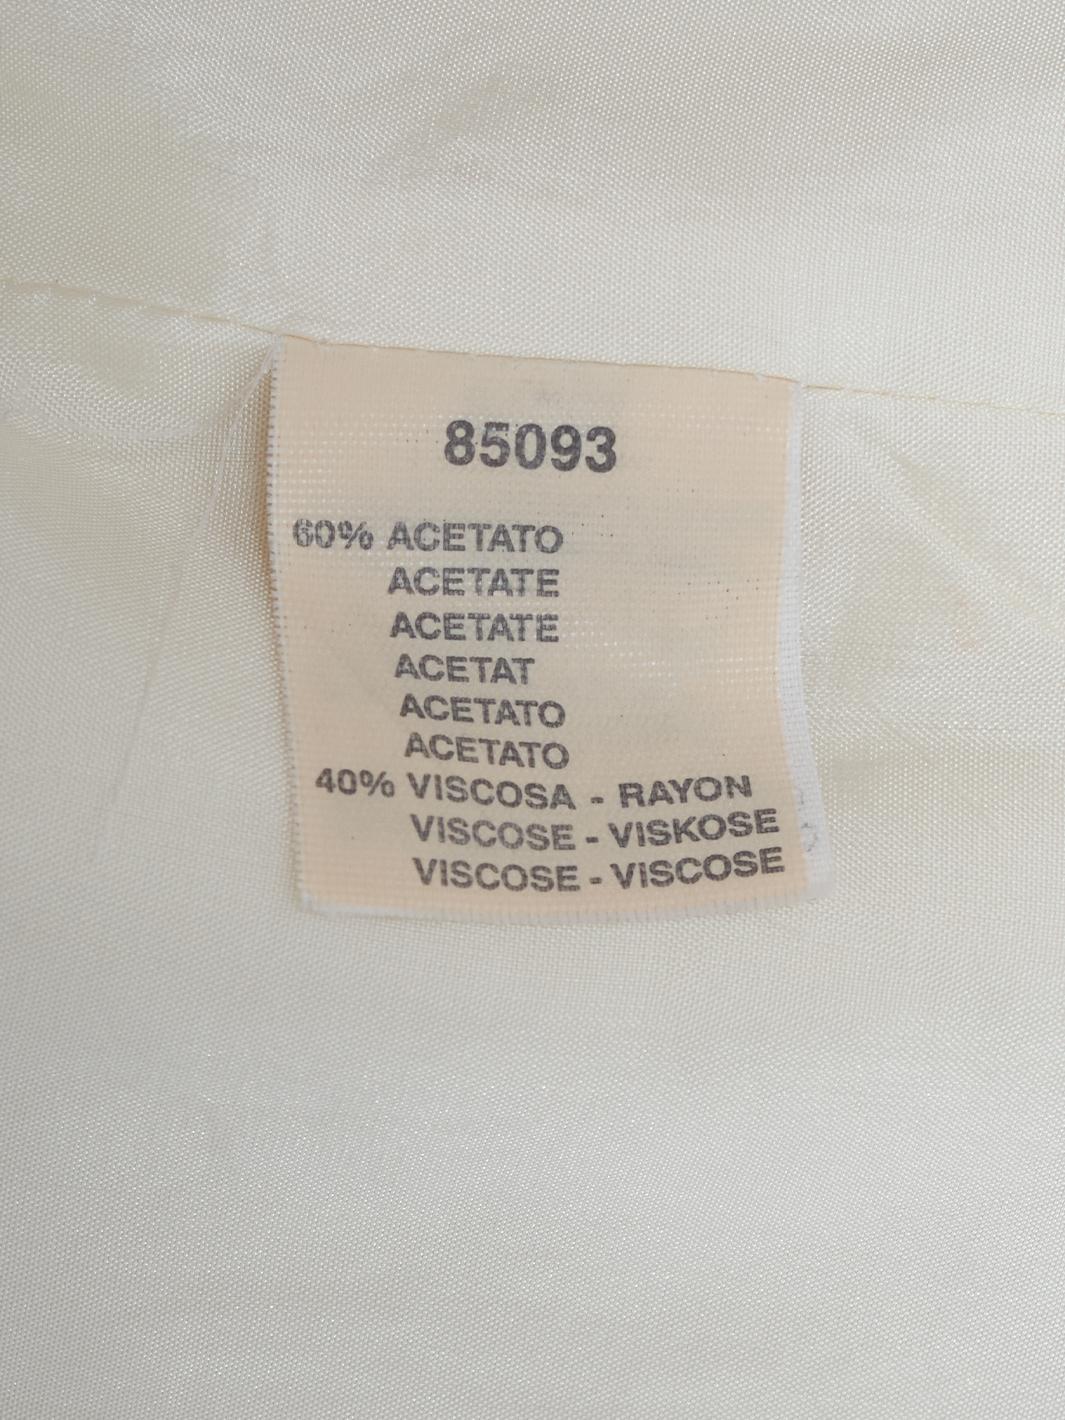 85093
60% ACETATO
ACETATE
ACETATE
ACETAT
ACETATO
ACETATO
40% VISCOSA - RAYON
VISCOSE - VISKOSE
VISCOSE - VISCOSE